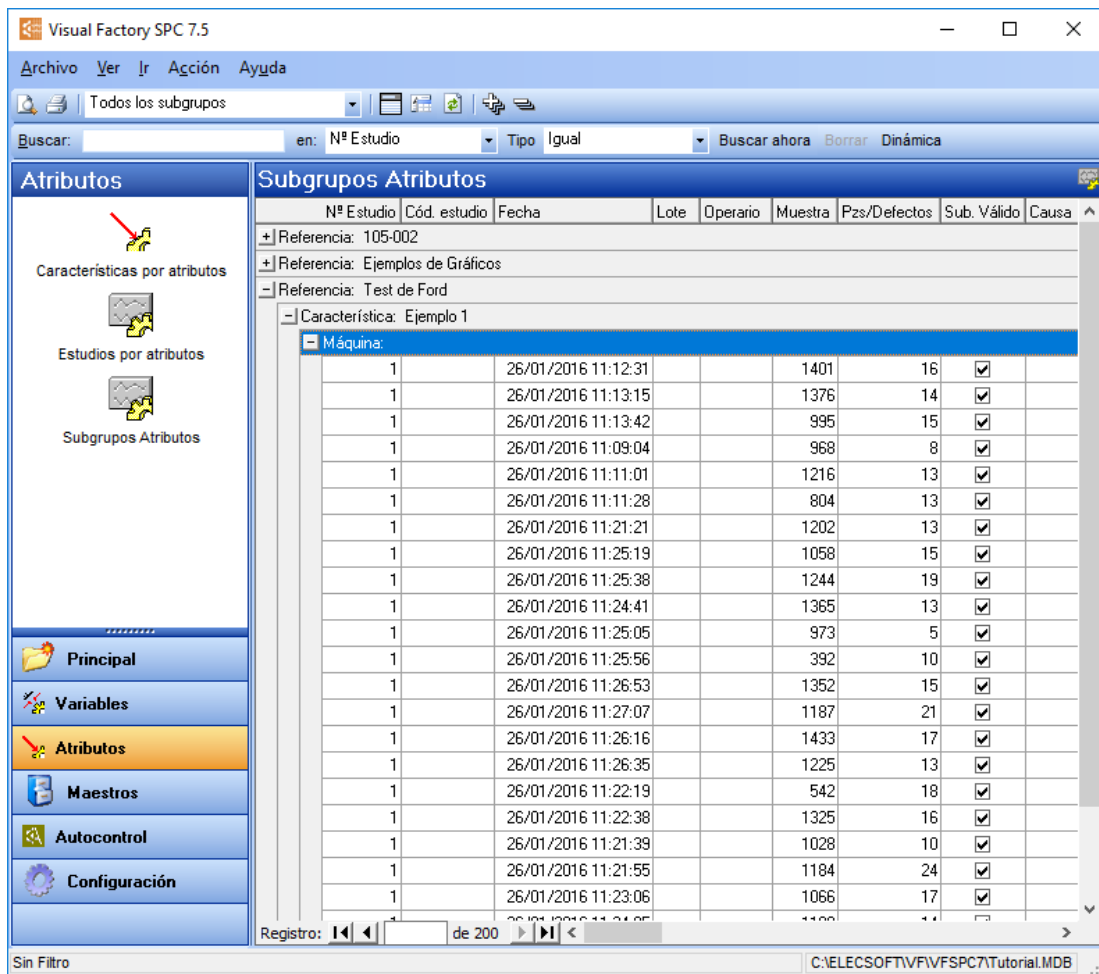 Visual Factory SPC 7.5
Archivo Ver Ir Acción Ayuda
Todos los subgrupos
Buscar: en: Nº Estudio Tipo Igual Buscar ahora Borrar Dinámica
Atributos
Características por atributos
Estudios por atributos
Subgrupos Atributos
Principal
Variables
Atributos
Maestros
Autocontrol
Configuración
Subgrupos Atributos
Nº Estudio Cód. estudio Fecha Lote Operario Muestra Pzs/Defectos Sub. Válido Causa
Referencia: 105-002
Referencia: Ejemplos de Gráficos
Referencia: Test de Ford
Característica: Ejemplo 1
Máquina:
1 26/01/2016 11:12:31 1401 16
1 26/01/2016 11:13:15 1376 14
1 26/01/2016 11:13:42 995 15
1 26/01/2016 11:09:04 968 8
1 26/01/2016 11:11:01 1216 13
1 26/01/2016 11:11:28 804 13
1 26/01/2016 11:21:21 1202 13
1 26/01/2016 11:25:19 1058 15
1 26/01/2016 11:25:38 1244 19
1 26/01/2016 11:24:41 1365 13
1 26/01/2016 11:25:05 973 5
1 26/01/2016 11:25:56 392 10
1 26/01/2016 11:26:53 1352 15
1 26/01/2016 11:27:07 1187 21
1 26/01/2016 11:26:16 1433 17
1 26/01/2016 11:26:35 1225 13
1 26/01/2016 11:22:19 542 18
1 26/01/2016 11:22:38 1325 16
1 26/01/2016 11:21:39 1028 10
1 26/01/2016 11:21:55 1184 24
1 26/01/2016 11:23:06 1066 17
Registro: de 200
Sin Filtro C:\ELECSOFT\VF\VFSPC7\Tutorial.MDB